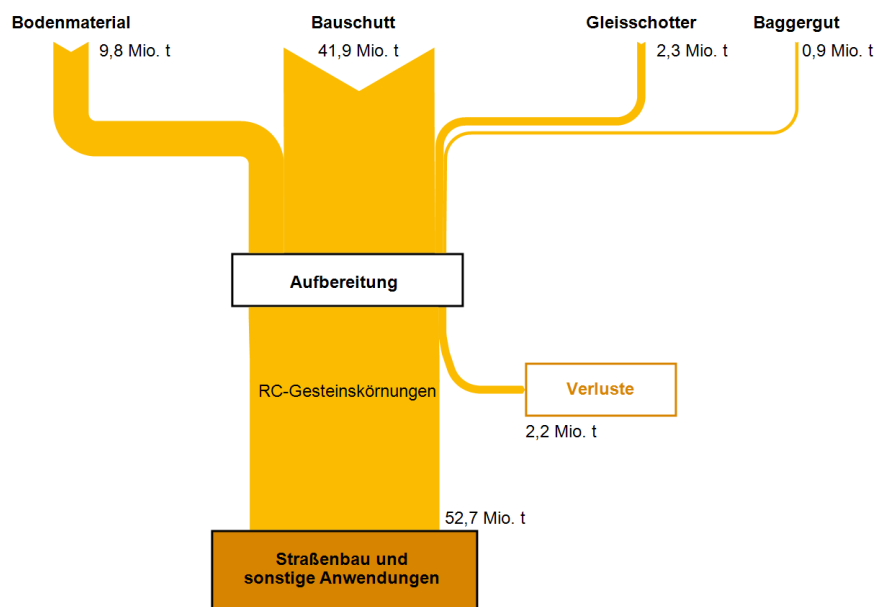 Bodenmaterial
9,8 Mio. t
Bauschutt
41,9 Mio. t
Gleisschotter
2,3 Mio. t
Baggergut
0,9 Mio. t
Aufbereitung
RC-Gesteinskörnungen
Verluste
2,2 Mio. t
52,7 Mio. t
Straßenbau und
sonstige Anwendungen